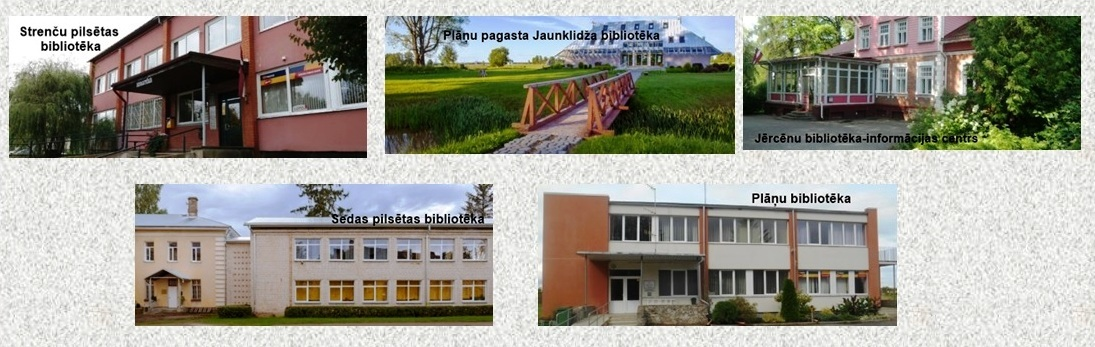 Strenču pilsētas
bibliotēka
Plānu pagasta Jaunklidža bibliotēka
Jērcēnu bibliotēka-informācijas centrs
Sedas pilsētas bibliotēka
Plāņu bibliotēka